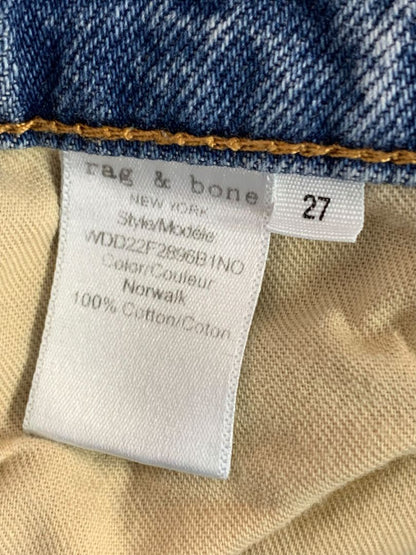 rag & bone
NEW YORK
Style/Modèle
WDD22F2896B1NO
Color/Couleur
Norwalk
100% Cotton/Coton
27